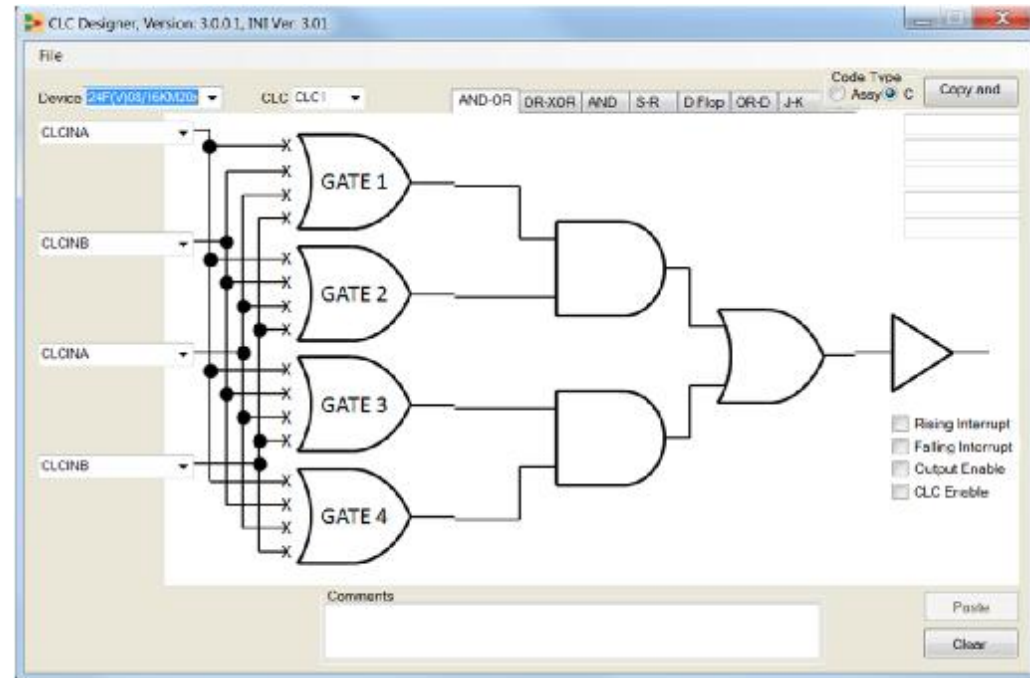 CLC Designer, Version: 3.0.0.1, INI Ver: 3.01
File
Device CLC CLC1 Code Type Assy C Copy and
AND-OR OR-XOR AND S-R D Flop OR-D J-K
CLCINA
GATE 1
CLCINB
GATE 2
CLCINA
GATE 3
Rising Interrupt
Falling Interrupt
CLCINB
Output Enable
CLC Enable
GATE 4
Comments
Paste
Clear